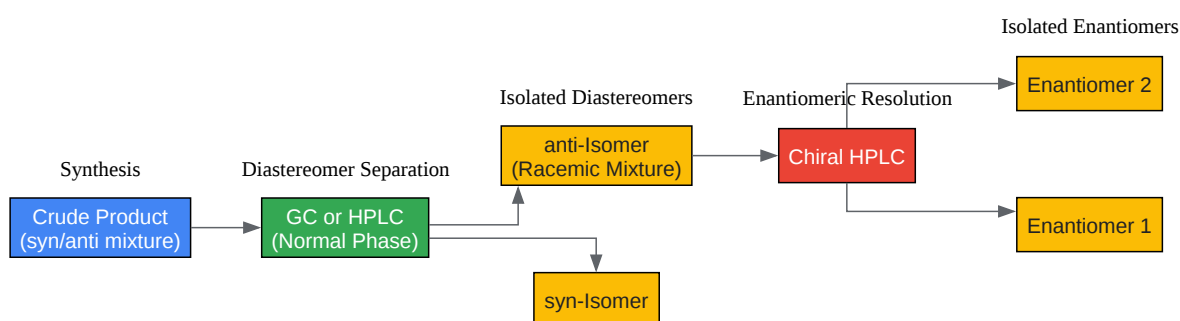 Synthesis
Crude Product
(syn/anti mixture)
Diastereomer Separation
GC or HPLC
(Normal Phase)
Isolated Diastereomers
anti-Isomer
(Racemic Mixture)
syn-Isomer
Enantiomeric Resolution
Chiral HPLC
Isolated Enantiomers
Enantiomer 2
Enantiomer 1